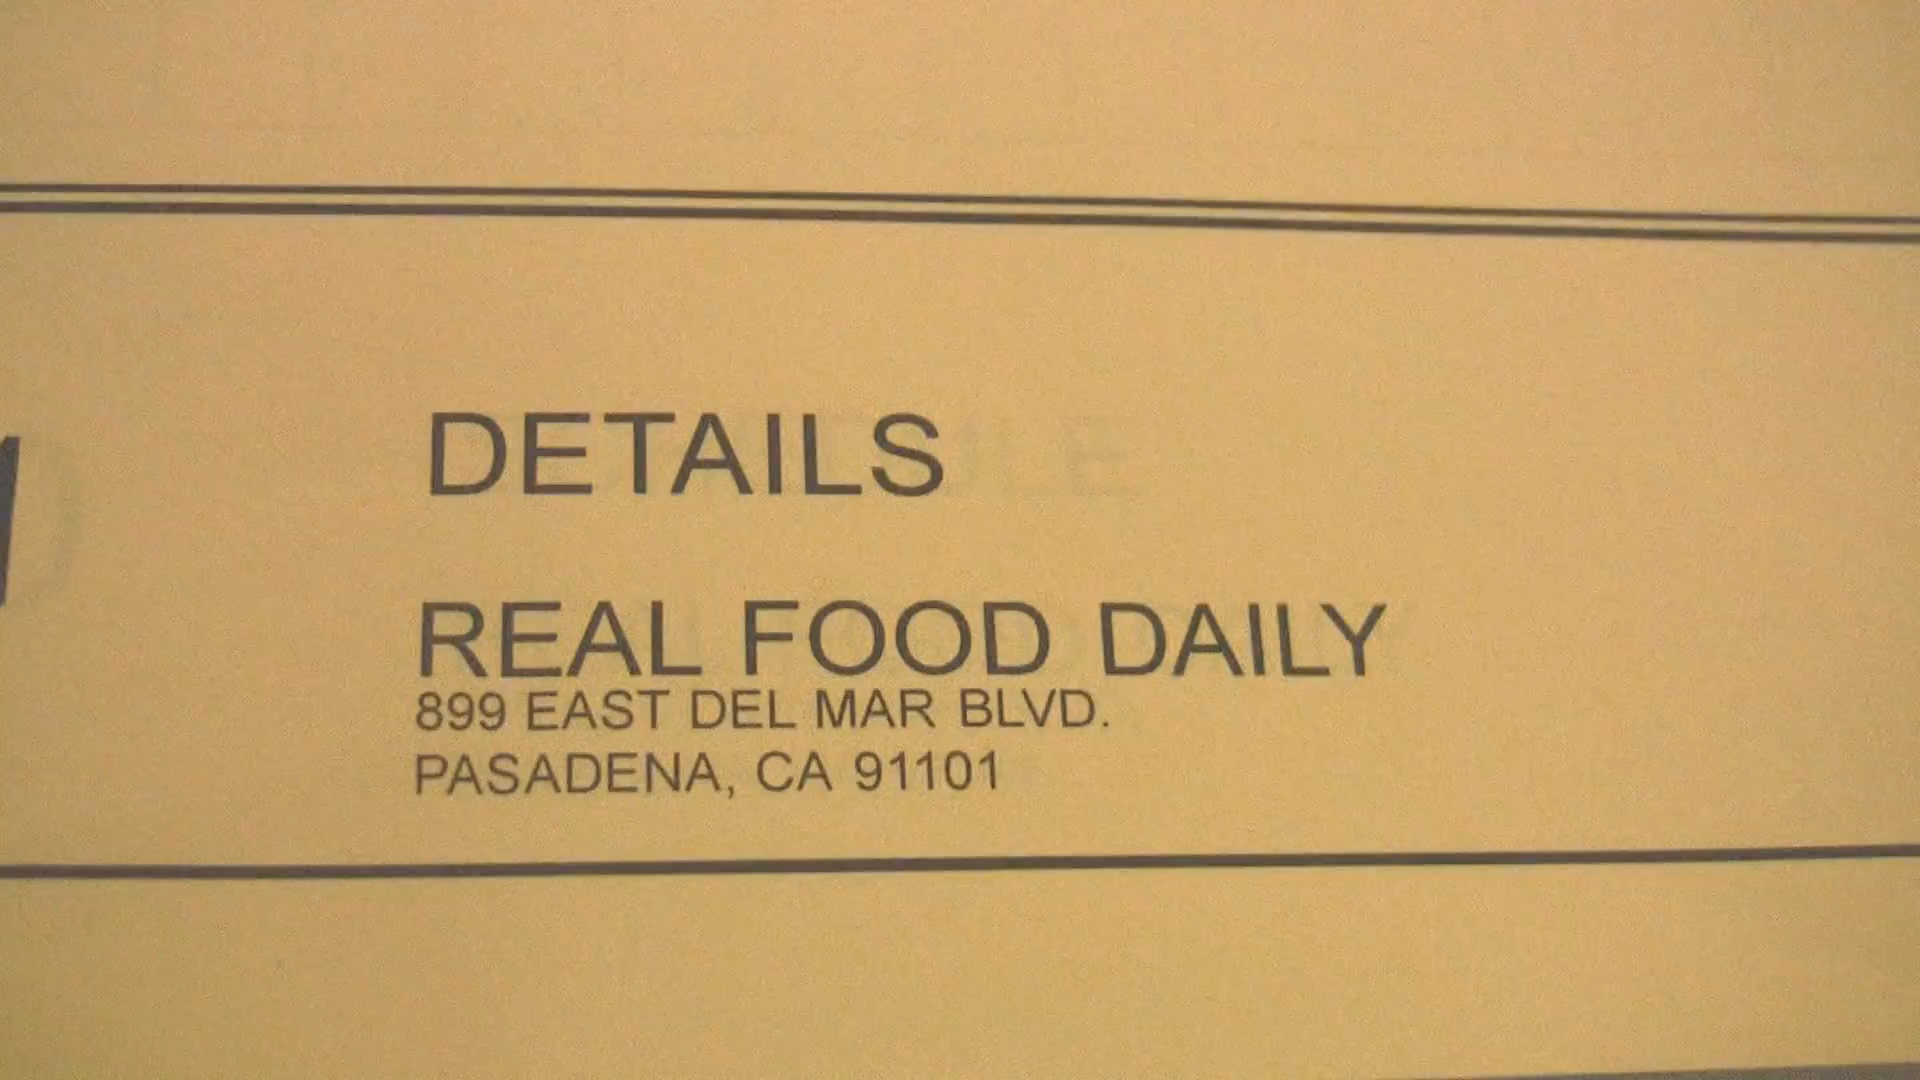 DETAILS
REAL FOOD DAILY
899 EAST DEL MAR BLVD.
PASADENA, CA 91101